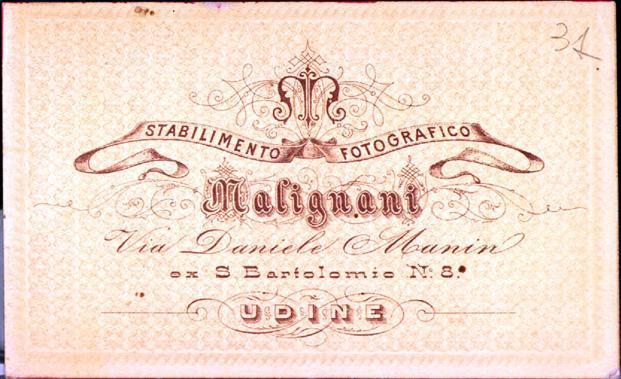 31
M
STABILIMENTO FOTOGRAFICO
Malignani
Via Daniele Manin
ex S. Bartolomio N.º 8.
UDINE